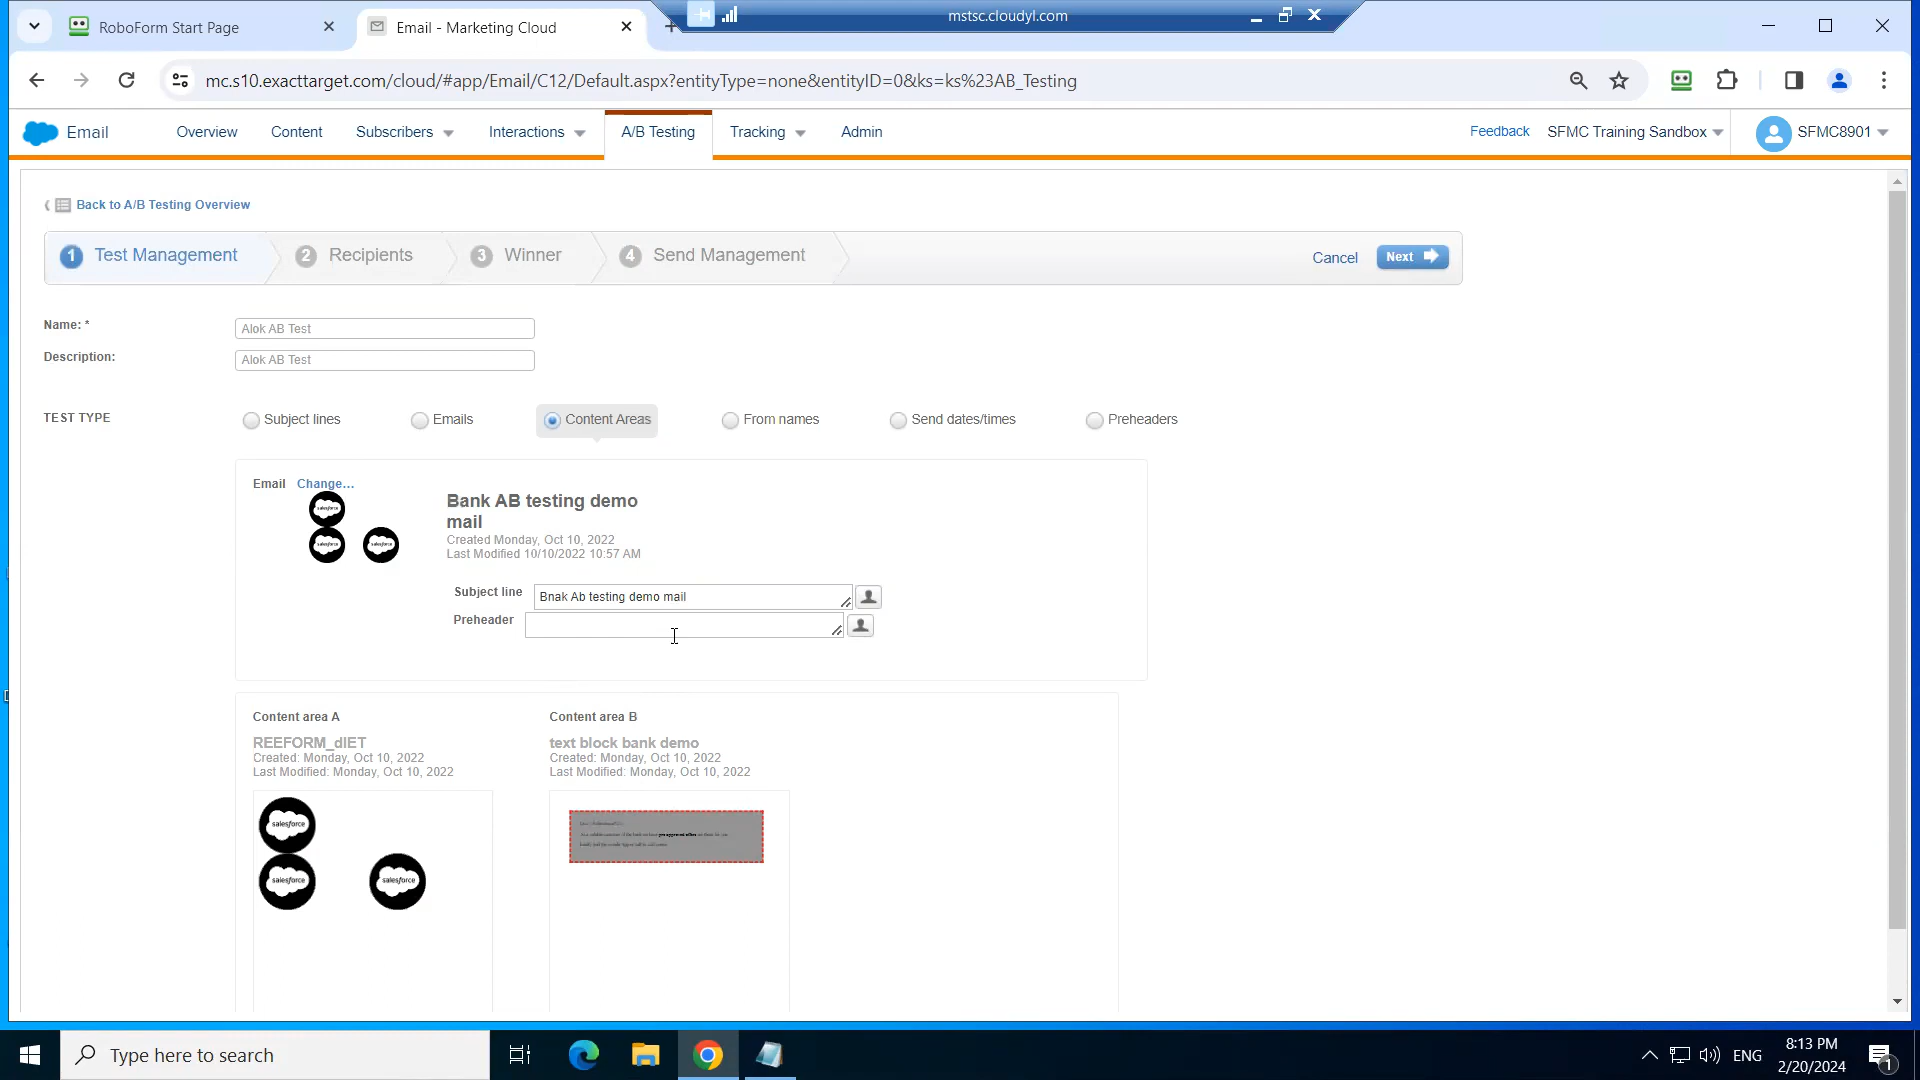 mstsc.cloudyl.com
RoboForm Start Page
Email - Marketing Cloud
mc.s10.exacttarget.com/cloud/#app/Email/C12/Default.aspx?entityType=none&entityID=0&ks=ks%23AB_Testing
Email
Overview
Content
Subscribers
Interactions
A/B Testing
Tracking
Admin
Feedback
SFMC Training Sandbox
SFMC8901
Back to A/B Testing Overview
1 Test Management
2 Recipients
3 Winner
4 Send Management
Cancel
Next
Name: *
Alok AB Test
Description:
Alok AB Test
TEST TYPE
Subject lines
Emails
Content Areas
From names
Send dates/times
Preheaders
Email Change...
salesforce
salesforce salesforce
Bank AB testing demo
mail
Created Monday, Oct 10, 2022
Last Modified 10/10/2022 10:57 AM
Subject line
Bnak Ab testing demo mail
Preheader
Content area A
REEFORM_dIET
Created: Monday, Oct 10, 2022
Last Modified: Monday, Oct 10, 2022
salesforce
salesforce salesforce
Content area B
text block bank demo
Created: Monday, Oct 10, 2022
Last Modified: Monday, Oct 10, 2022
Type here to search
ENG
8:13 PM
2/20/2024
1